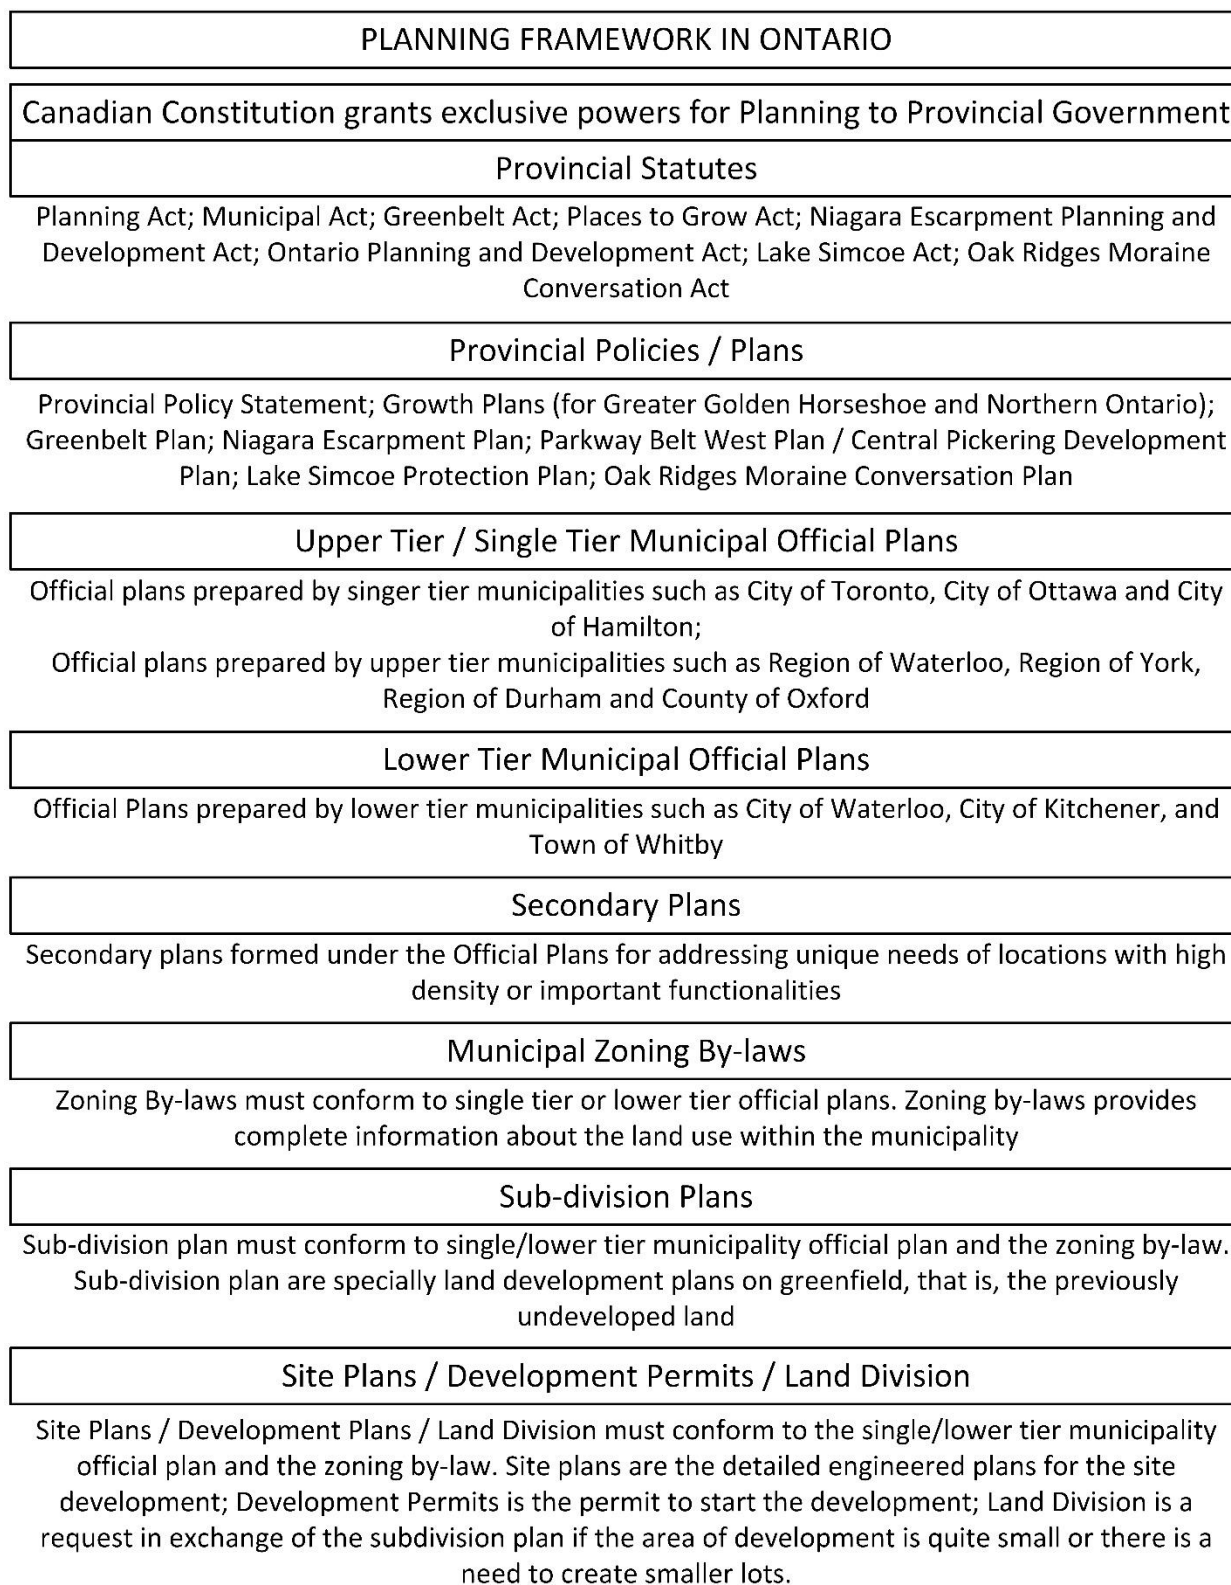 PLANNING FRAMEWORK IN ONTARIO
Canadian Constitution grants exclusive powers for Planning to Provincial Government
Provincial Statutes
Planning Act; Municipal Act; Greenbelt Act; Places to Grow Act; Niagara Escarpment Planning and
Development Act; Ontario Planning and Development Act; Lake Simcoe Act; Oak Ridges Moraine
Conversation Act
Provincial Policies / Plans
Provincial Policy Statement; Growth Plans (for Greater Golden Horseshoe and Northern Ontario);
Greenbelt Plan; Niagara Escarpment Plan; Parkway Belt West Plan / Central Pickering Development
Plan; Lake Simcoe Protection Plan; Oak Ridges Moraine Conversation Plan
Upper Tier / Single Tier Municipal Official Plans
Official plans prepared by singer tier municipalities such as City of Toronto, City of Ottawa and City
of Hamilton;
Official plans prepared by upper tier municipalities such as Region of Waterloo, Region of York,
Region of Durham and County of Oxford
Lower Tier Municipal Official Plans
Official Plans prepared by lower tier municipalities such as City of Waterloo, City of Kitchener, and
Town of Whitby
Secondary Plans
Secondary plans formed under the Official Plans for addressing unique needs of locations with high
density or important functionalities
Municipal Zoning By-laws
Zoning By-laws must conform to single tier or lower tier official plans. Zoning by-laws provides
complete information about the land use within the municipality
Sub-division Plans
Sub-division plan must conform to single/lower tier municipality official plan and the zoning by-law.
Sub-division plan are specially land development plans on greenfield, that is, the previously
undeveloped land
Site Plans / Development Permits / Land Division
Site Plans / Development Plans / Land Division must conform to the single/lower tier municipality
official plan and the zoning by-law. Site plans are the detailed engineered plans for the site
development; Development Permits is the permit to start the development; Land Division is a
request in exchange of the subdivision plan if the area of development is quite small or there is a
need to create smaller lots.